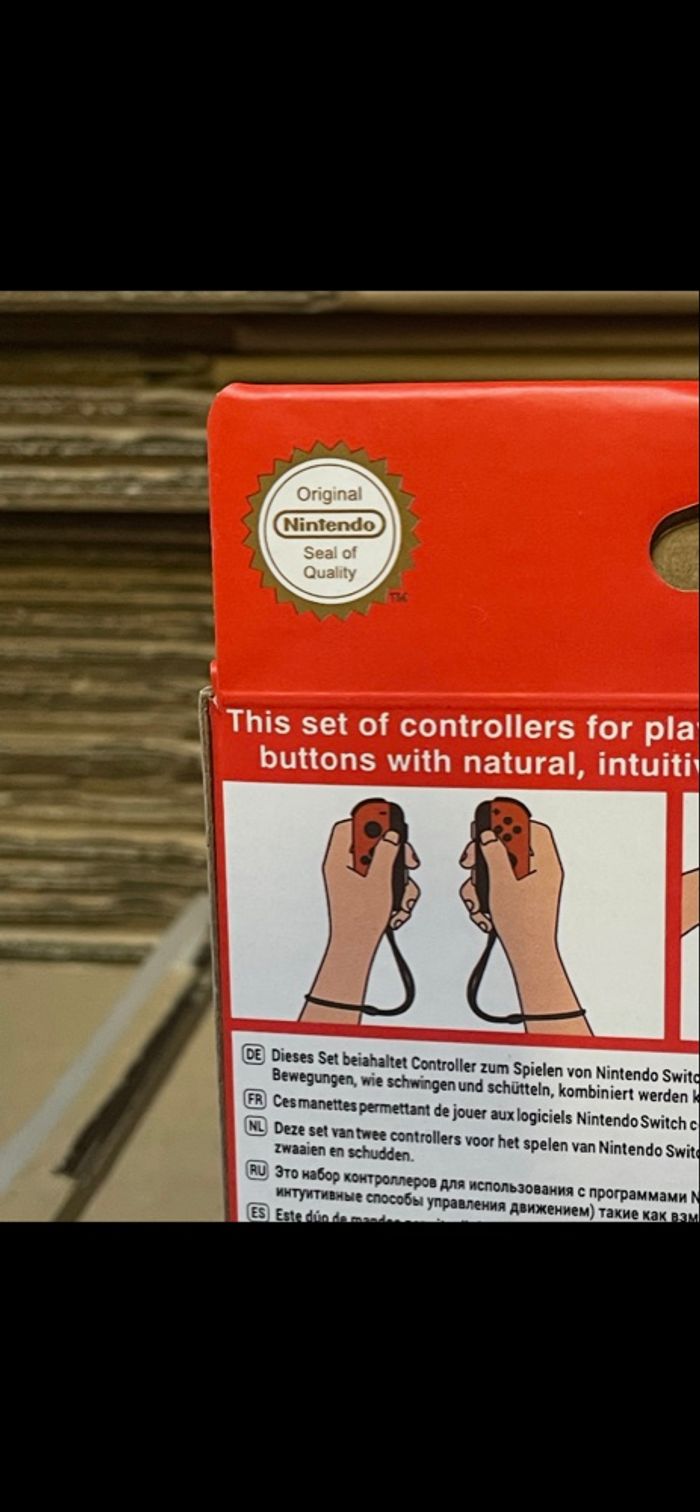 Original
Nintendo
Seal of
Quality
TM
This set of controllers for pla
buttons with natural, intuiti
DE Dieses Set beiahaltet Controller zum Spielen von Nintendo Switc
Bewegungen, wie schwingen und schütteln, kombiniert werden k
FR Ces manettes permettant de jouer aux logiciels Nintendo Switch c
NL Deze set van twee controllers voor het spelen van Nintendo Switc
zwaaien en schudden.
RU Это набор контроллеров для использования с программами N
интуитивные способы управления движением) такие как взм
ES Este dúo de